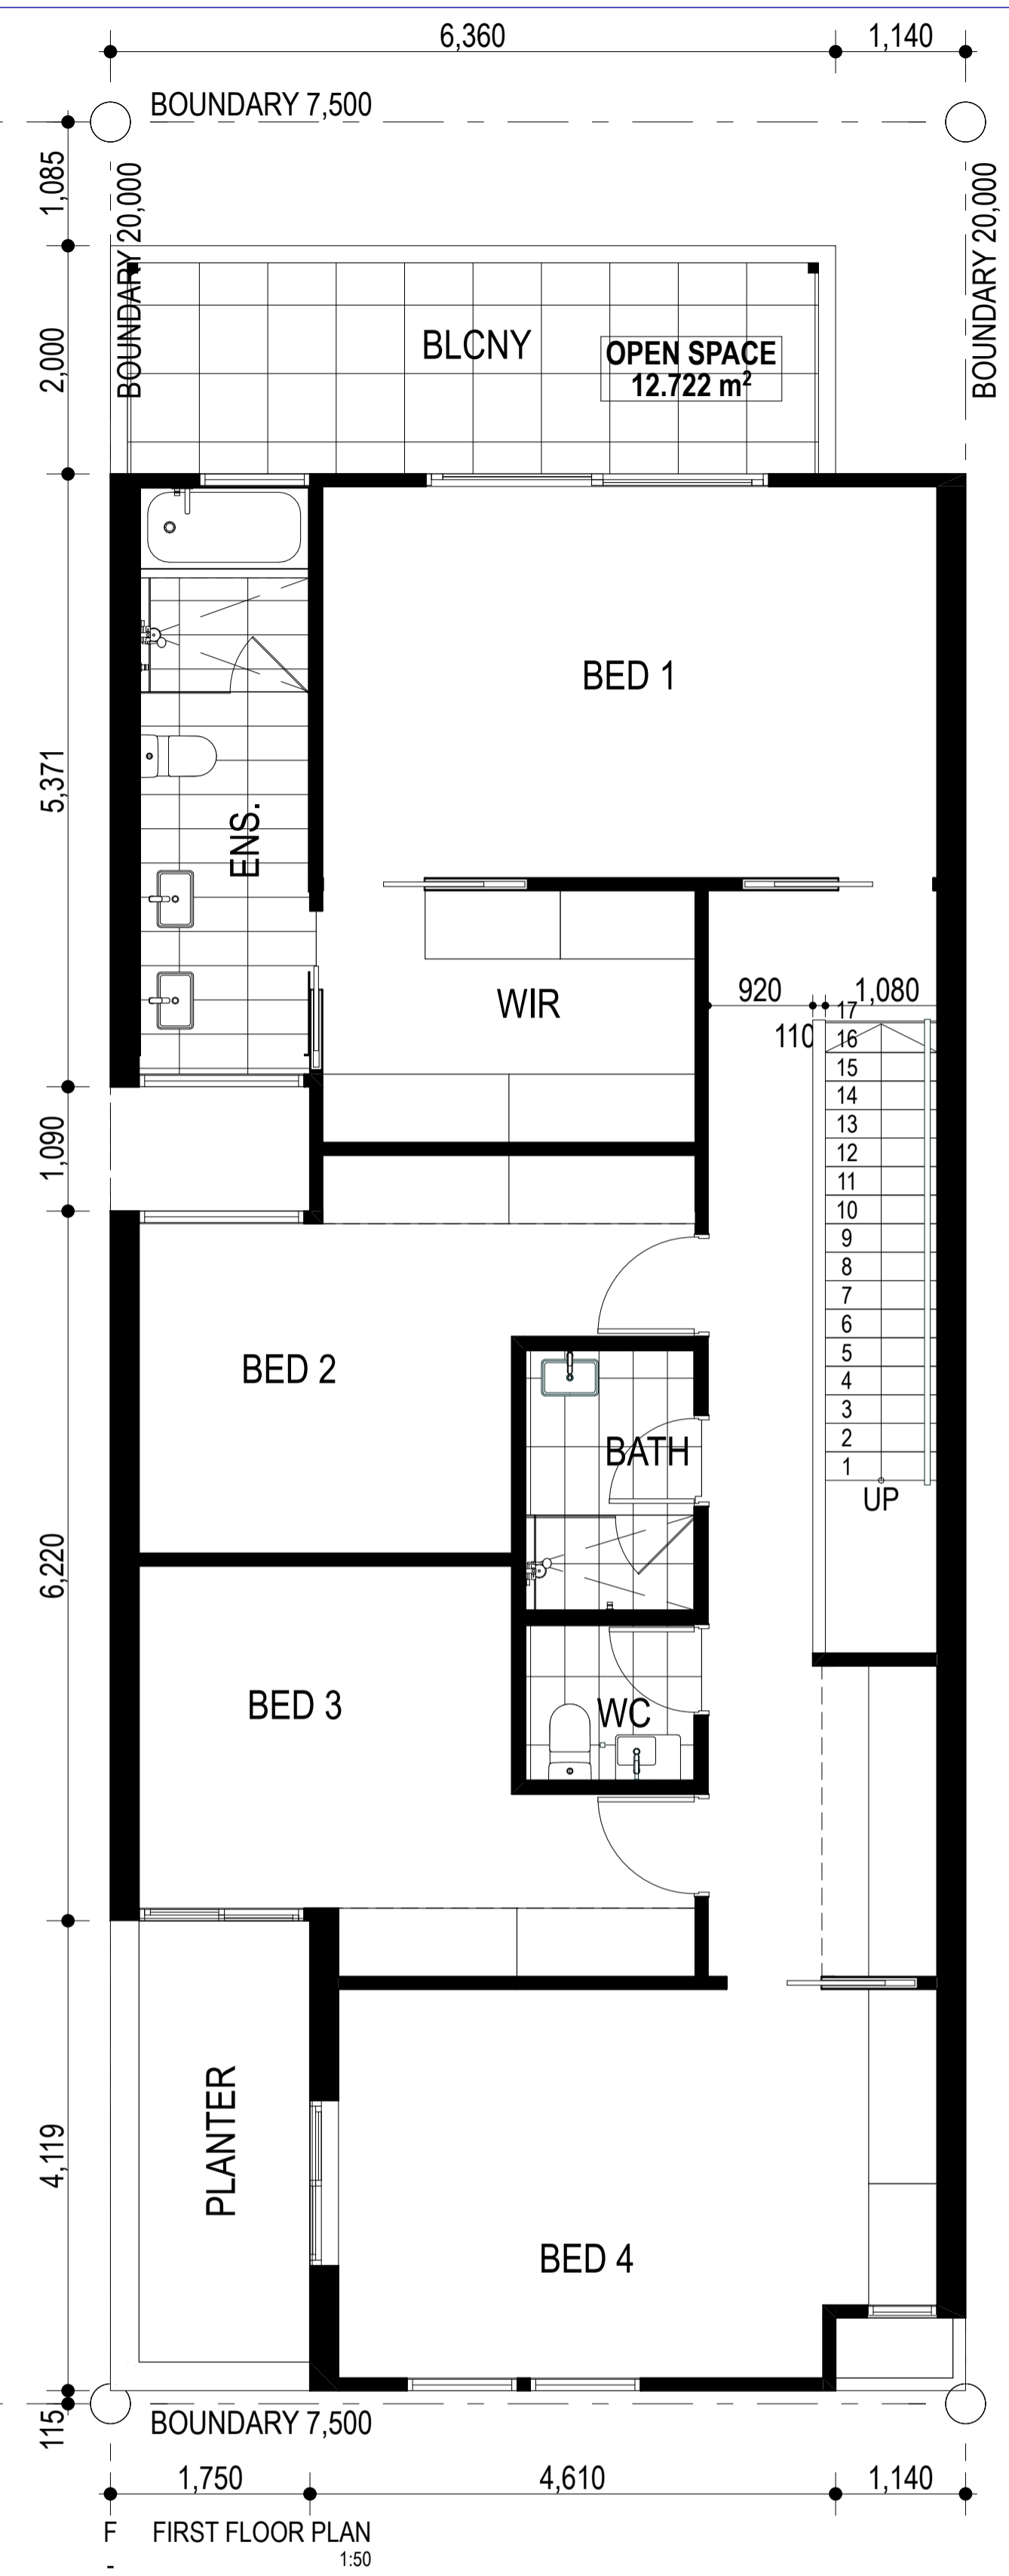 6,360
1,140
BOUNDARY 7,500
1,085
BOUNDARY 20,000
BOUNDARY 20,000
2,000
BLCNY
OPEN SPACE
12.722 m²
BED 1
5,371
ENS.
WIR
920
1,080
110
17
16
15
14
13
12
11
10
9
8
7
6
5
4
3
2
1
UP
1,090
BED 2
BATH
6,220
BED 3
WC
PLANTER
4,119
BED 4
115
BOUNDARY 7,500
1,750
4,610
1,140
F FIRST FLOOR PLAN
- 1:50